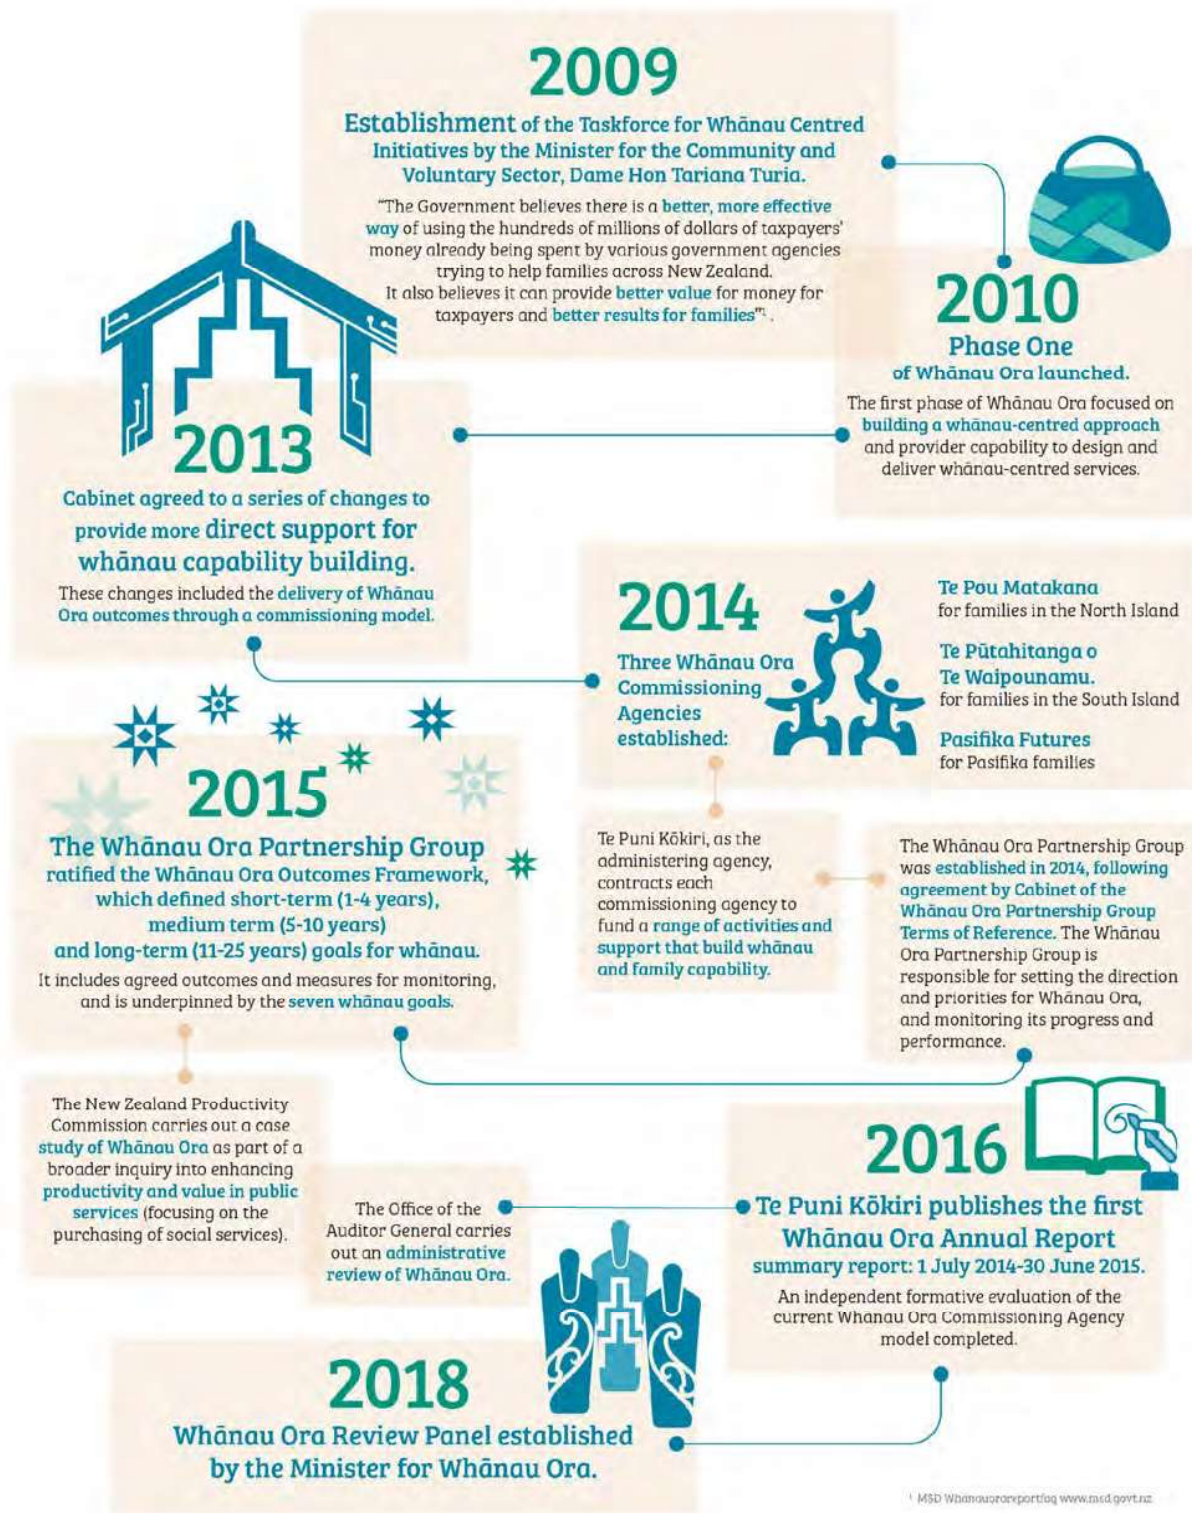 2009
Establishment of the Taskforce for Whānau Centred
Initiatives by the Minister for the Community and
Voluntary Sector, Dame Hon Tariana Turia.
"The Government believes there is a better, more effective
way of using the hundreds of millions of dollars of taxpayers'
money already being spent by various government agencies
trying to help families across New Zealand.
It also believes it can provide better value for money for
taxpayers and better results for families"¹.
2010
Phase One
of Whānau Ora launched.
The first phase of Whānau Ora focused on
building a whānau-centred approach
and provider capability to design and
deliver whānau-centred services.
2013
Cabinet agreed to a series of changes to
provide more direct support for
whānau capability building.
These changes included the delivery of Whānau
Ora outcomes through a commissioning model.
2014
Three Whānau Ora
Commissioning
Agencies
established:
Te Pou Matakana
for families in the North Island
Te Pūtahitanga o
Te Waipounamu.
for families in the South Island
Pasifika Futures
for Pasifika families
Te Puni Kōkiri, as the
administering agency,
contracts each
commissioning agency to
fund a range of activities and
support that build whānau
and family capability.
The Whānau Ora Partnership Group
was established in 2014, following
agreement by Cabinet of the
Whānau Ora Partnership Group
Terms of Reference. The Whānau
Ora Partnership Group is
responsible for setting the direction
and priorities for Whānau Ora,
and monitoring its progress and
performance.
2015
The Whānau Ora Partnership Group
ratified the Whānau Ora Outcomes Framework,
which defined short-term (1-4 years),
medium term (5-10 years)
and long-term (11-25 years) goals for whānau.
It includes agreed outcomes and measures for monitoring,
and is underpinned by the seven whānau goals.
The New Zealand Productivity
Commission carries out a case
study of Whānau Ora as part of a
broader inquiry into enhancing
productivity and value in public
services (focusing on the
purchasing of social services).
2016
Te Puni Kōkiri publishes the first
Whānau Ora Annual Report
summary report: 1 July 2014-30 June 2015.
An independent formative evaluation of the
current Whānau Ora Commissioning Agency
model completed.
The Office of the
Auditor General carries
out an administrative
review of Whānau Ora.
2018
Whānau Ora Review Panel established
by the Minister for Whānau Ora.
¹ MSD Whanauorareportfaq www.msd.govt.nz